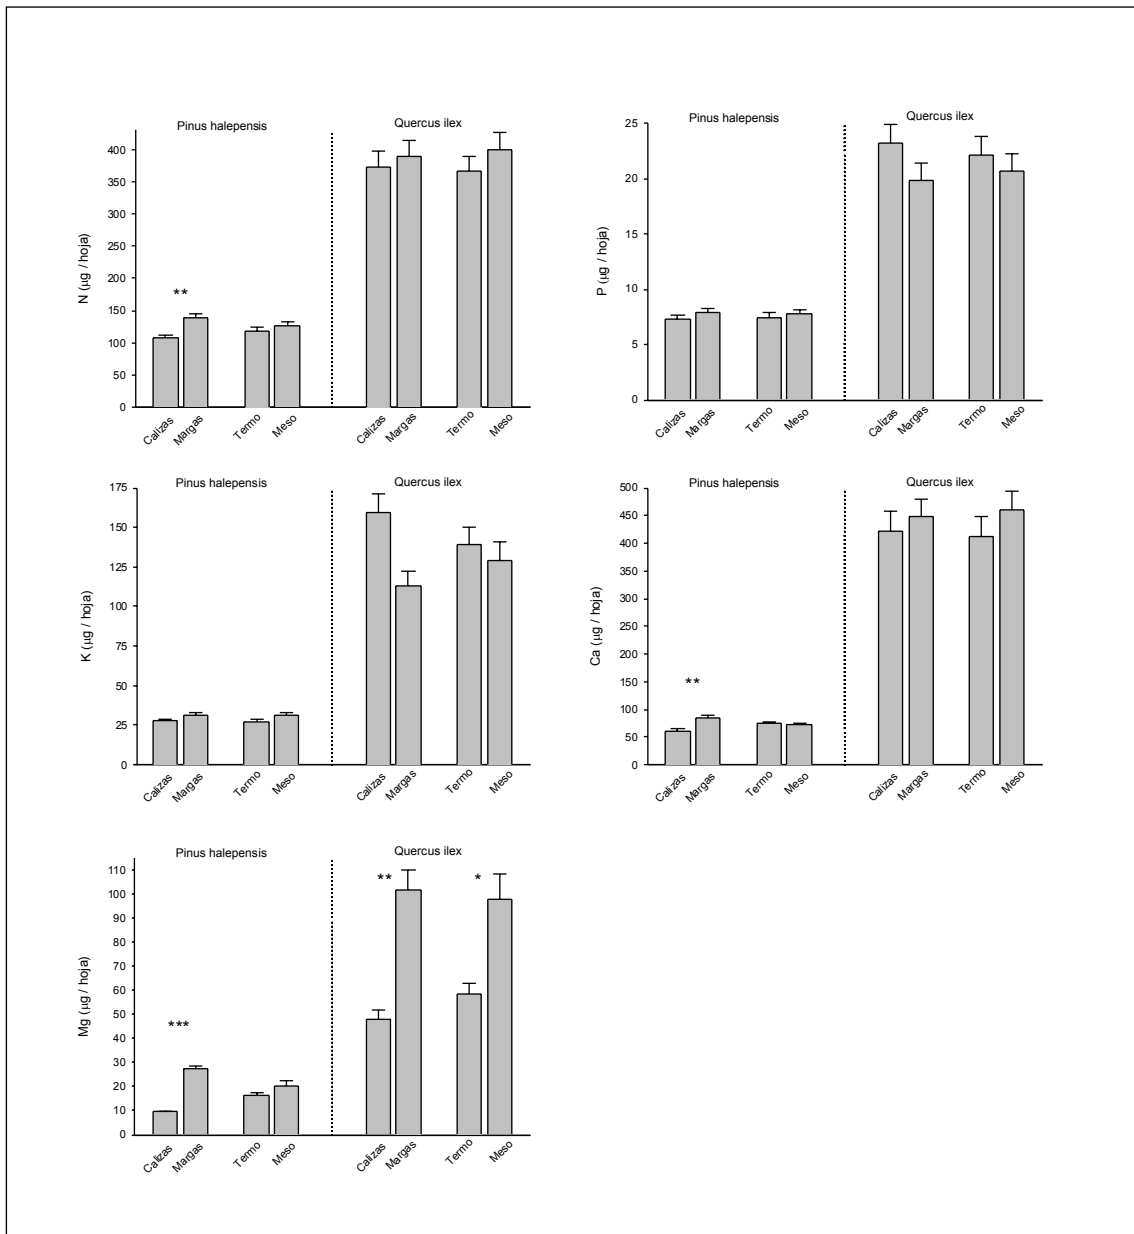 Pinus halepensis
Quercus ilex
N (µg / hoja)
400
350
300
250
200
150
100
50
0
**
Calizas
Margas
Termo
Meso
Calizas
Margas
Termo
Meso
Pinus halepensis
Quercus ilex
P (µg / hoja)
25
20
15
10
5
0
Calizas
Margas
Termo
Meso
Calizas
Margas
Termo
Meso
Pinus halepensis
Quercus ilex
K (µg / hoja)
175
150
125
100
75
50
25
0
Calizas
Margas
Termo
Meso
Calizas
Margas
Termo
Meso
Pinus halepensis
Quercus ilex
Ca (µg / hoja)
500
450
400
350
300
250
200
150
100
50
0
**
Calizas
Margas
Termo
Meso
Calizas
Margas
Termo
Meso
Pinus halepensis
Quercus ilex
Mg (µg / hoja)
110
100
90
80
70
60
50
40
30
20
10
0
***
**
*
Calizas
Margas
Termo
Meso
Calizas
Margas
Termo
Meso